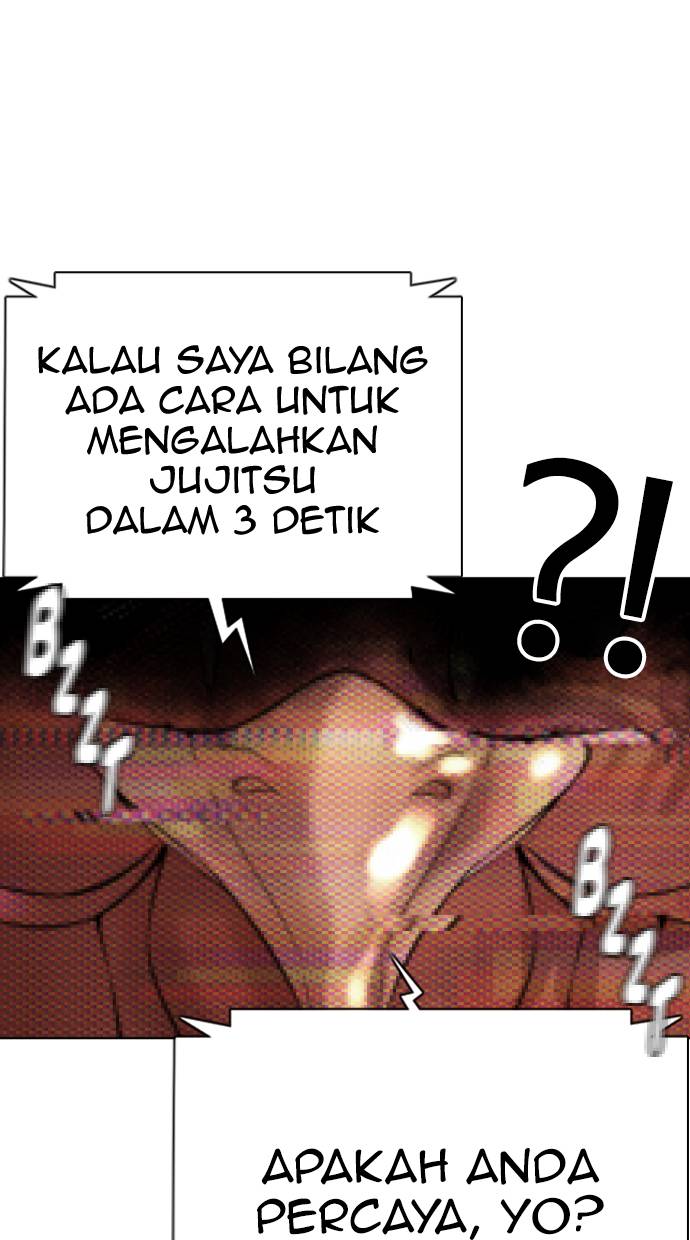 KALAU SAYA BILANG
ADA CARA UNTUK
MENGALAHKAN
JUJITSU
DALAM 3 DETIK
?!
BZZT
BZZT
APAKAH ANDA
PERCAYA, YO?